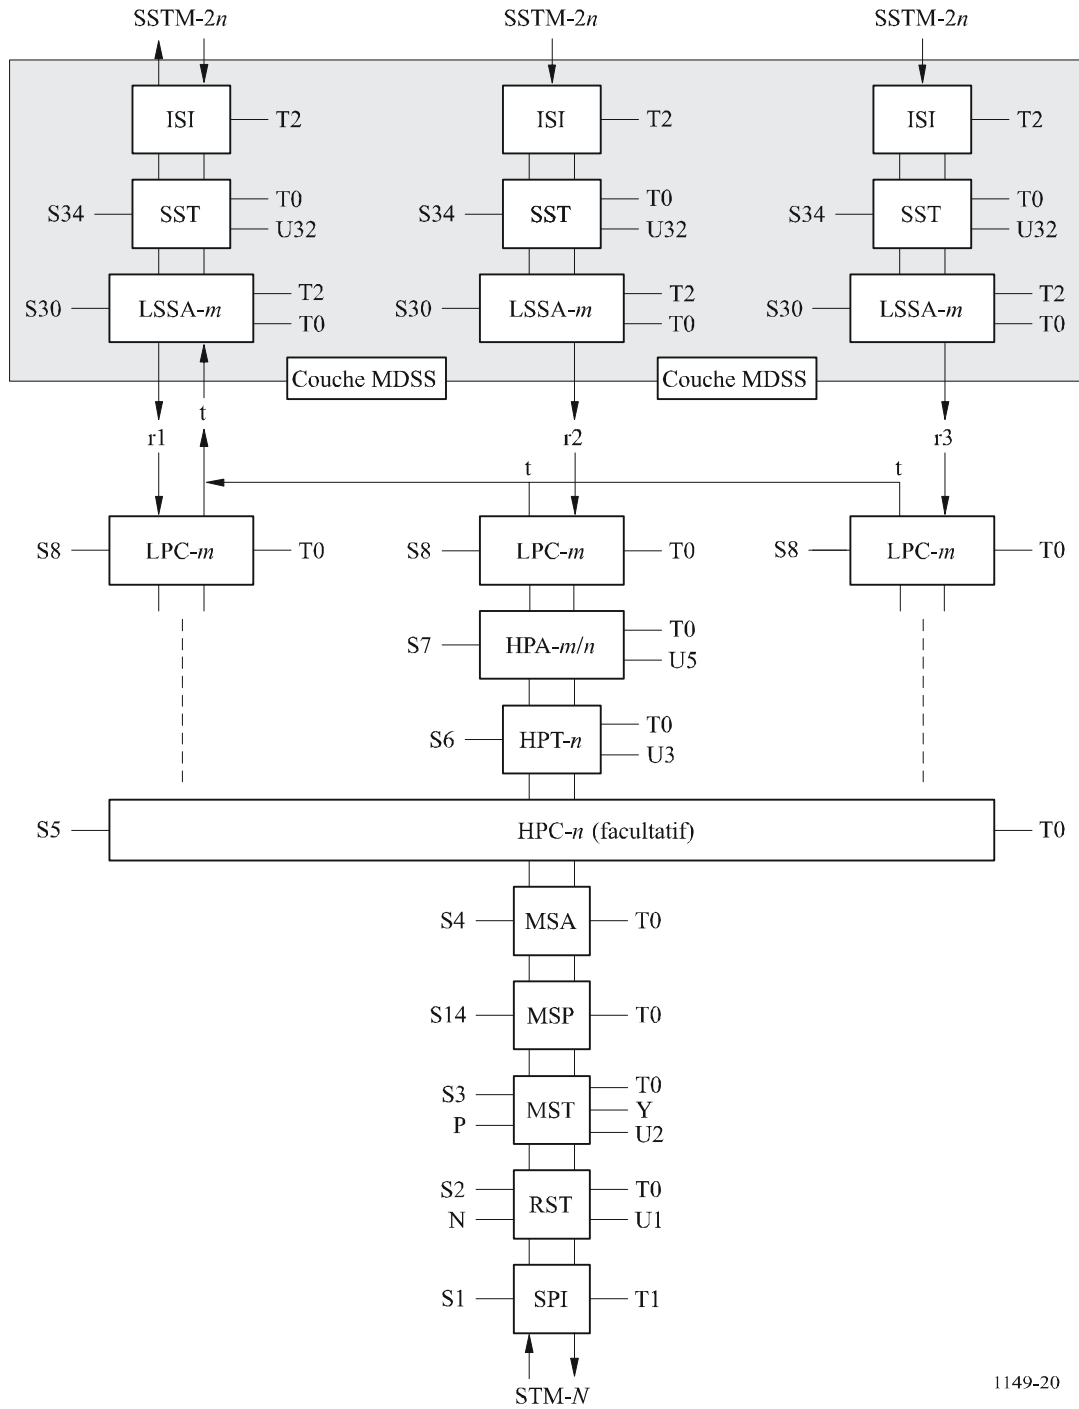 SSTM-2n SSTM-2n SSTM-2n
ISI T2 ISI T2 ISI T2
S34 SST T0 U32 S34 SST T0 U32 S34 SST T0 U32
S30 LSSA-m T2 T0 S30 LSSA-m T2 T0 S30 LSSA-m T2 T0
Couche MDSS Couche MDSS
t
r1 r2 r3
t t
S8 LPC-m T0 S8 LPC-m T0 S8 LPC-m T0
S7 HPA-m/n T0 U5
S6 HPT-n T0 U3
S5 HPC-n (facultatif) T0
S4 MSA T0
S14 MSP T0
S3 P MST T0 Y U2
S2 N RST T0 U1
S1 SPI T1
STM-N
1149-20